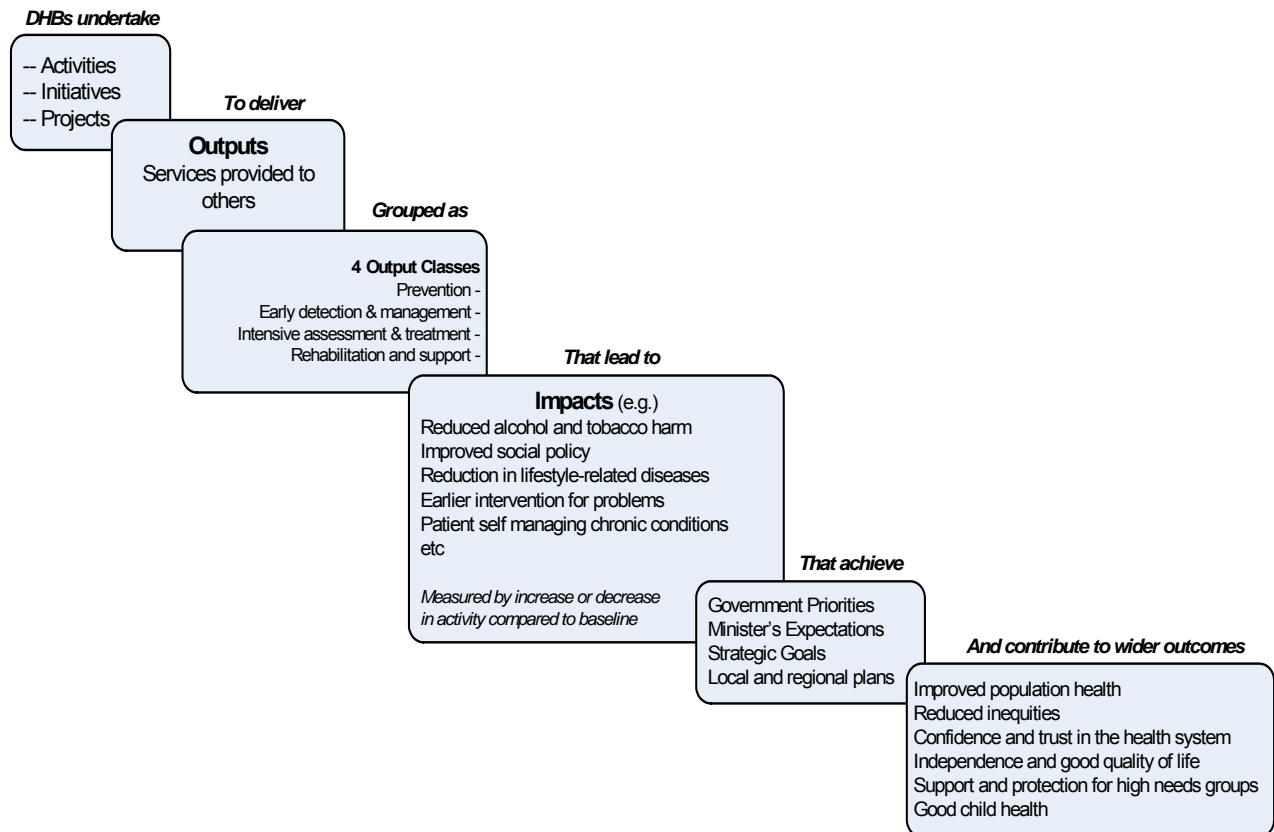 DHBs undertake
-- Activities
-- Initiatives
-- Projects
To deliver
Outputs
Services provided to
others
Grouped as
4 Output Classes
Prevention -
Early detection & management -
Intensive assessment & treatment -
Rehabilitation and support -
That lead to
Impacts (e.g.)
Reduced alcohol and tobacco harm
Improved social policy
Reduction in lifestyle-related diseases
Earlier intervention for problems
Patient self managing chronic conditions
etc
Measured by increase or decrease
in activity compared to baseline
That achieve
Government Priorities
Minister's Expectations
Strategic Goals
Local and regional plans
And contribute to wider outcomes
Improved population health
Reduced inequities
Confidence and trust in the health system
Independence and good quality of life
Support and protection for high needs groups
Good child health